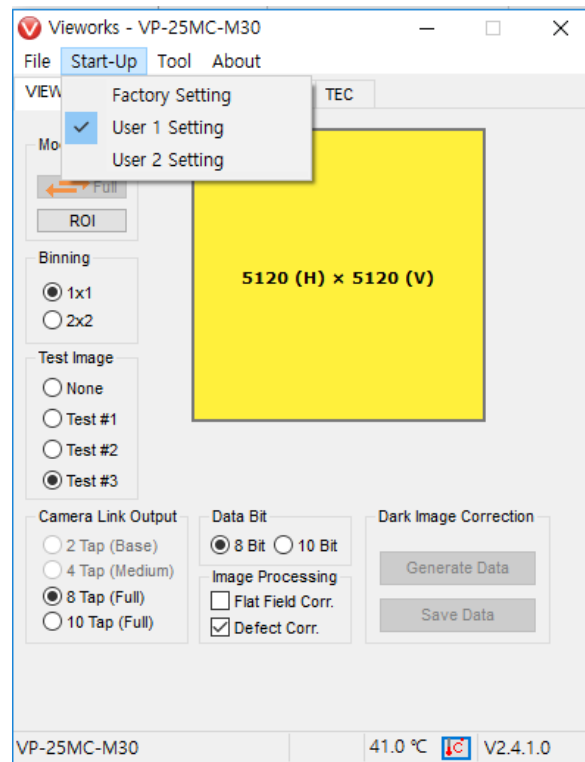 Vieworks - VP-25MC-M30
File Start-Up Tool About
VIEW TEC
Factory Setting
User 1 Setting
User 2 Setting
Full
ROI
Binning
1x1
2x2
Test Image
None
Test #1
Test #2
Test #3
5120 (H) × 5120 (V)
Camera Link Output
2 Tap (Base)
4 Tap (Medium)
8 Tap (Full)
10 Tap (Full)
Data Bit
8 Bit 10 Bit
Image Processing
Flat Field Corr.
Defect Corr.
Dark Image Correction
Generate Data
Save Data
VP-25MC-M30 41.0 ℃ V2.4.1.0